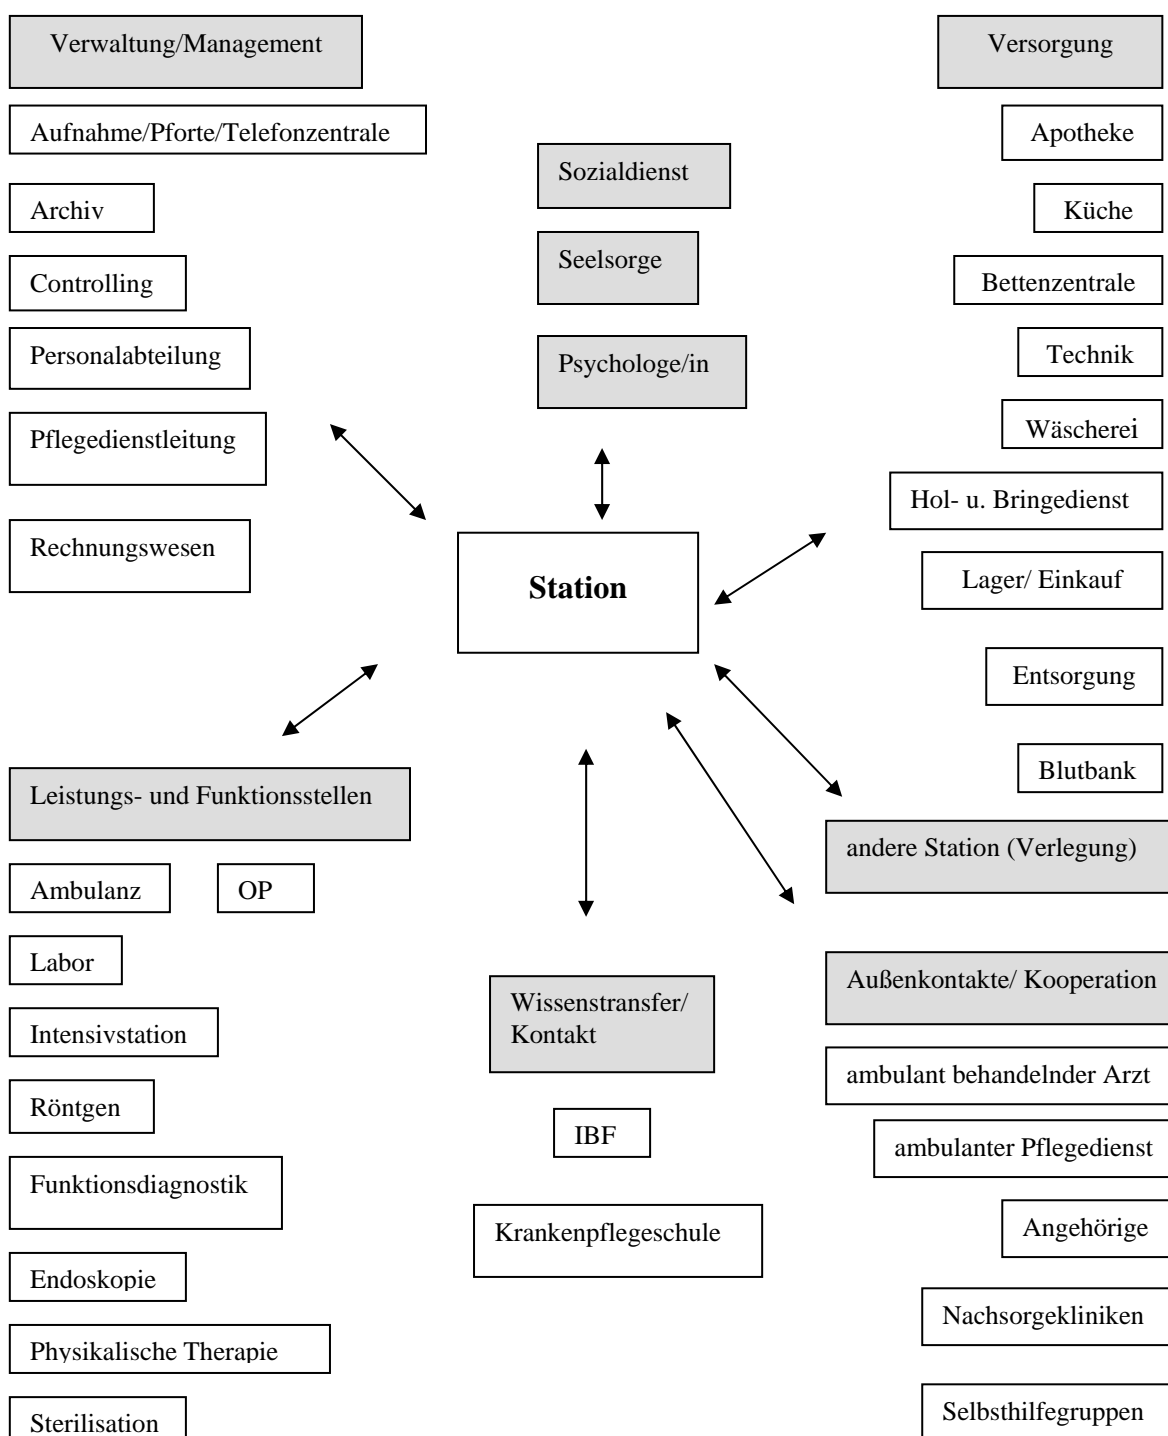 Verwaltung/Management
Aufnahme/Pforte/Telefonzentrale
Archiv
Controlling
Personalabteilung
Pflegedienstleitung
Rechnungswesen
Sozialdienst
Seelsorge
Psychologe/in
Versorgung
Apotheke
Küche
Bettenzentrale
Technik
Wäscherei
Hol- u. Bringedienst
Lager/ Einkauf
Entsorgung
Blutbank
Station
Leistungs- und Funktionsstellen
Ambulanz
OP
Labor
Intensivstation
Röntgen
Funktionsdiagnostik
Endoskopie
Physikalische Therapie
Sterilisation
Wissenstransfer/
Kontakt
IBF
Krankenpflegeschule
andere Station (Verlegung)
Außenkontakte/ Kooperation
ambulant behandelnder Arzt
ambulanter Pflegedienst
Angehörige
Nachsorgekliniken
Selbsthilfegruppen